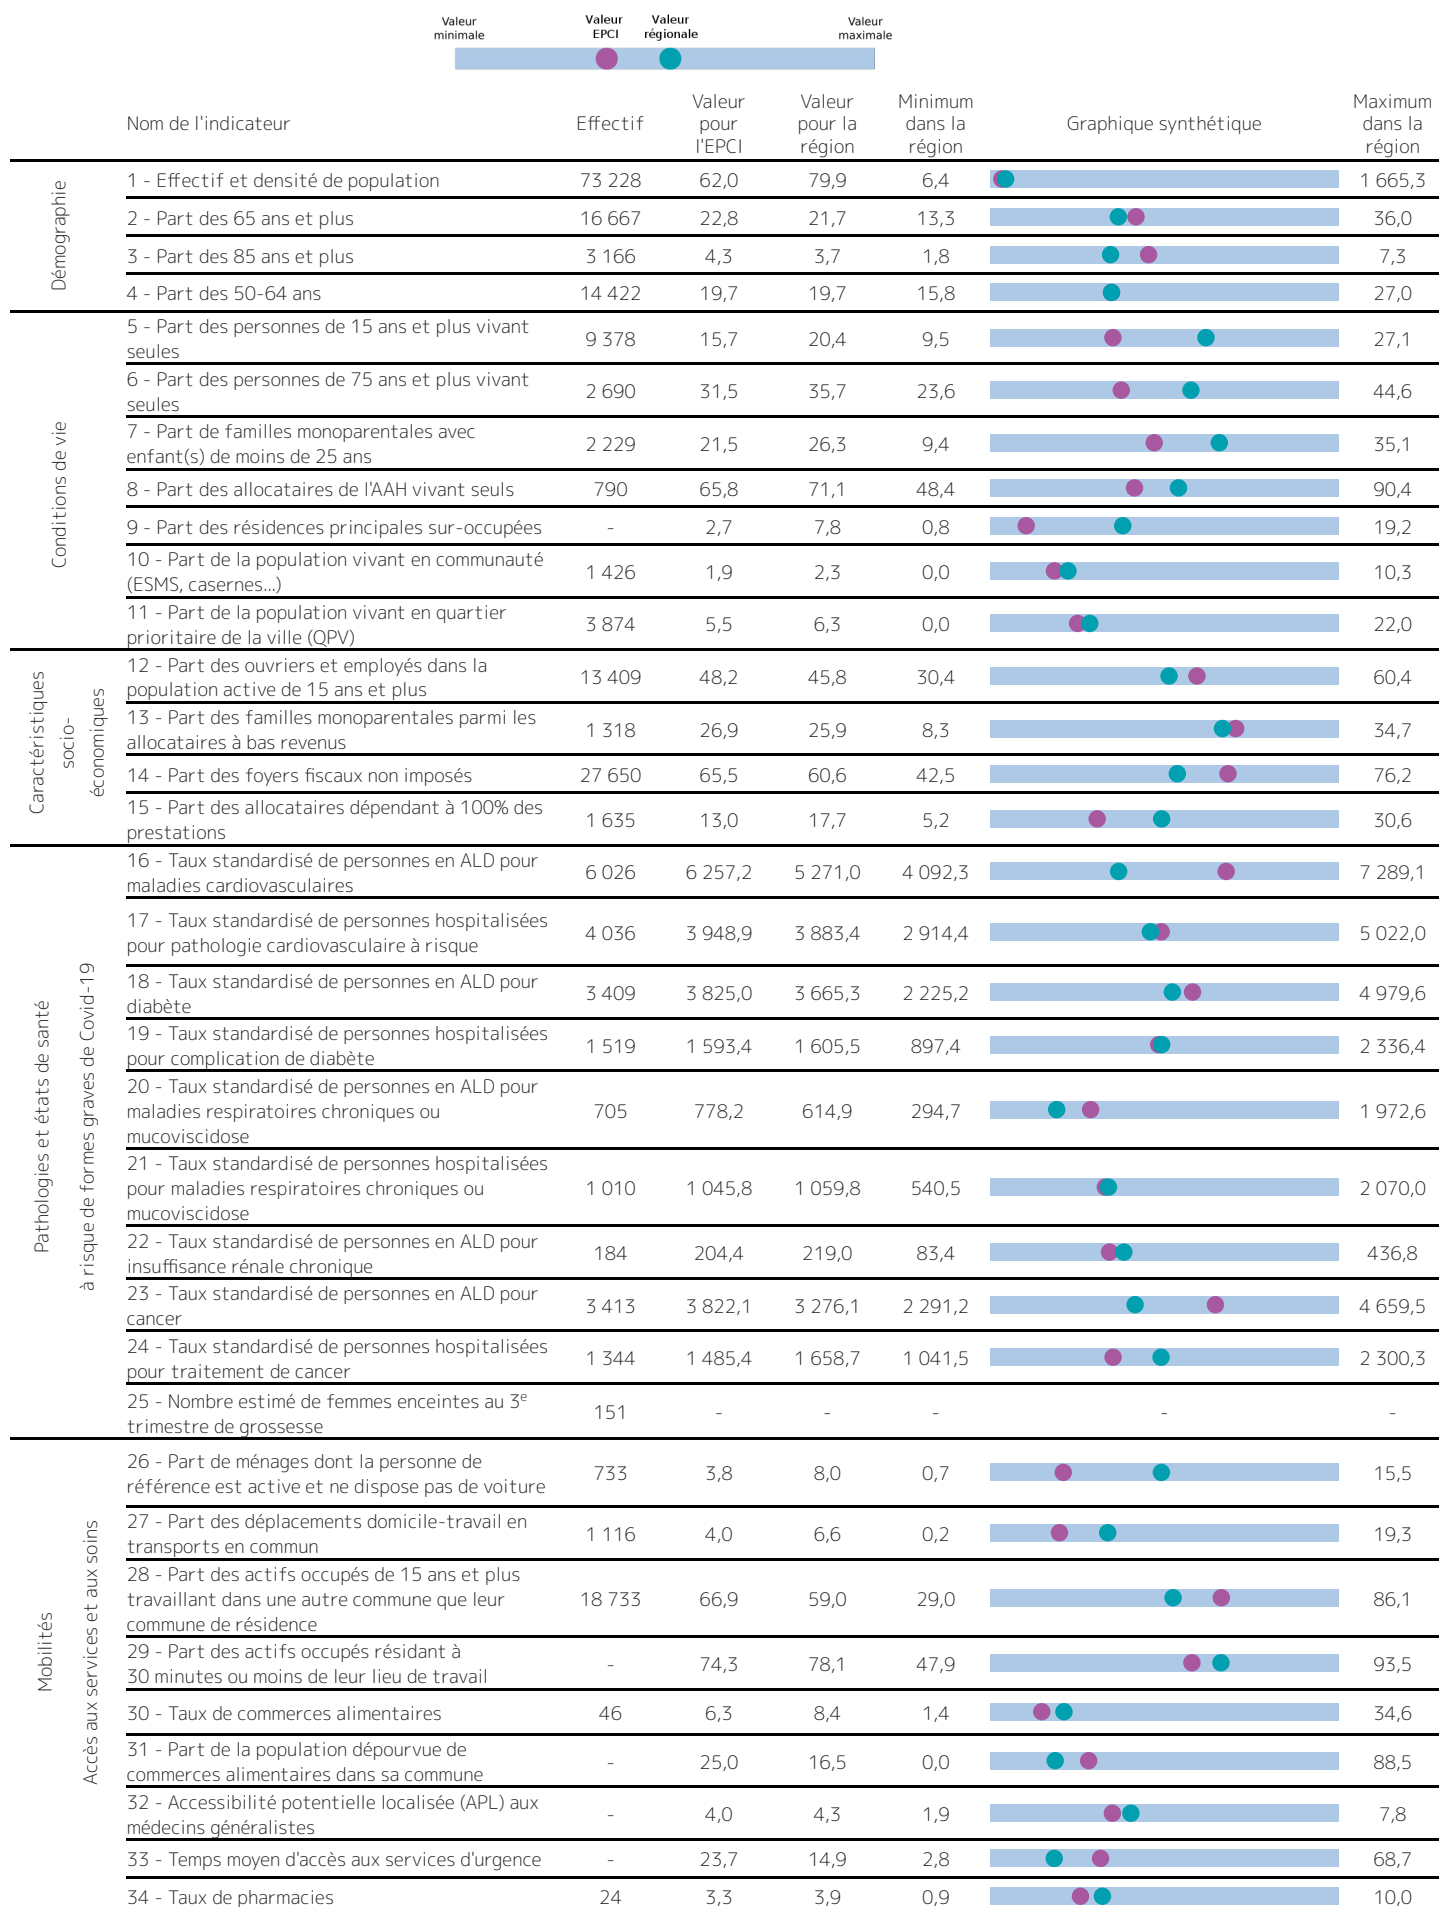 Valeur minimale
Valeur EPCI
Valeur régionale
Valeur maximale
Nom de l'indicateur
Effectif
Valeur pour l'EPCI
Valeur pour la région
Minimum dans la région
Graphique synthétique
Maximum dans la région
Démographie
1 - Effectif et densité de population 73 228 62,0 79,9 6,4 1 665,3
2 - Part des 65 ans et plus 16 667 22,8 21,7 13,3 36,0
3 - Part des 85 ans et plus 3 166 4,3 3,7 1,8 7,3
4 - Part des 50-64 ans 14 422 19,7 19,7 15,8 27,0
Conditions de vie
5 - Part des personnes de 15 ans et plus vivant
seules 9 378 15,7 20,4 9,5 27,1
6 - Part des personnes de 75 ans et plus vivant
seules 2 690 31,5 35,7 23,6 44,6
7 - Part de familles monoparentales avec
enfant(s) de moins de 25 ans 2 229 21,5 26,3 9,4 35,1
8 - Part des allocataires de l'AAH vivant seuls 790 65,8 71,1 48,4 90,4
9 - Part des résidences principales sur-occupées - 2,7 7,8 0,8 19,2
10 - Part de la population vivant en communauté
(ESMS, casernes...) 1 426 1,9 2,3 0,0 10,3
11 - Part de la population vivant en quartier
prioritaire de la ville (QPV) 3 874 5,5 6,3 0,0 22,0
Caractéristiques
socio-
économiques
12 - Part des ouvriers et employés dans la
population active de 15 ans et plus 13 409 48,2 45,8 30,4 60,4
13 - Part des familles monoparentales parmi les
allocataires à bas revenus 1 318 26,9 25,9 8,3 34,7
14 - Part des foyers fiscaux non imposés 27 650 65,5 60,6 42,5 76,2
15 - Part des allocataires dépendant à 100% des
prestations 1 635 13,0 17,7 5,2 30,6
Pathologies et états de santé
à risque de formes graves de Covid-19
16 - Taux standardisé de personnes en ALD pour
maladies cardiovasculaires 6 026 6 257,2 5 271,0 4 092,3 7 289,1
17 - Taux standardisé de personnes hospitalisées
pour pathologie cardiovasculaire à risque 4 036 3 948,9 3 883,4 2 914,4 5 022,0
18 - Taux standardisé de personnes en ALD pour
diabète 3 409 3 825,0 3 665,3 2 225,2 4 979,6
19 - Taux standardisé de personnes hospitalisées
pour complication de diabète 1 519 1 593,4 1 605,5 897,4 2 336,4
20 - Taux standardisé de personnes en ALD pour
maladies respiratoires chroniques ou 705 778,2 614,9 294,7 1 972,6
mucoviscidose
21 - Taux standardisé de personnes hospitalisées
pour maladies respiratoires chroniques ou 1 010 1 045,8 1 059,8 540,5 2 070,0
mucoviscidose
22 - Taux standardisé de personnes en ALD pour
insuffisance rénale chronique 184 204,4 219,0 83,4 436,8
23 - Taux standardisé de personnes en ALD pour
cancer 3 413 3 822,1 3 276,1 2 291,2 4 659,5
24 - Taux standardisé de personnes hospitalisées
pour traitement de cancer 1 344 1 485,4 1 658,7 1 041,5 2 300,3
25 - Nombre estimé de femmes enceintes au 3e
trimestre de grossesse 151 - - - - -
Mobilités
Accès aux services et aux soins
26 - Part de ménages dont la personne de
référence est active et ne dispose pas de voiture 733 3,8 8,0 0,7 15,5
27 - Part des déplacements domicile-travail en
transports en commun 1 116 4,0 6,6 0,2 19,3
28 - Part des actifs occupés de 15 ans et plus
travaillant dans une autre commune que leur 18 733 66,9 59,0 29,0 86,1
commune de résidence
29 - Part des actifs occupés résidant à
30 minutes ou moins de leur lieu de travail - 74,3 78,1 47,9 93,5
30 - Taux de commerces alimentaires 46 6,3 8,4 1,4 34,6
31 - Part de la population dépourvue de
commerces alimentaires dans sa commune - 25,0 16,5 0,0 88,5
32 - Accessibilité potentielle localisée (APL) aux
médecins généralistes - 4,0 4,3 1,9 7,8
33 - Temps moyen d'accès aux services d'urgence - 23,7 14,9 2,8 68,7
34 - Taux de pharmacies 24 3,3 3,9 0,9 10,0